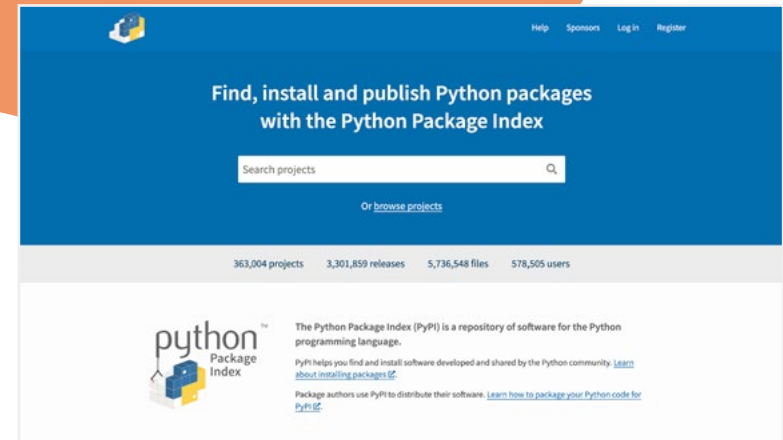 Help Sponsors Log in Register
Find, install and publish Python packages
with the Python Package Index
Search projects
Or browse projects
363,004 projects 3,301,859 releases 5,736,548 files 578,505 users
python™
Package
Index
The Python Package Index (PyPI) is a repository of software for the Python
programming language.
PyPI helps you find and install software developed and shared by the Python community. Learn
about installing packages.
Package authors use PyPI to distribute their software. Learn how to package your Python code for
PyPI.